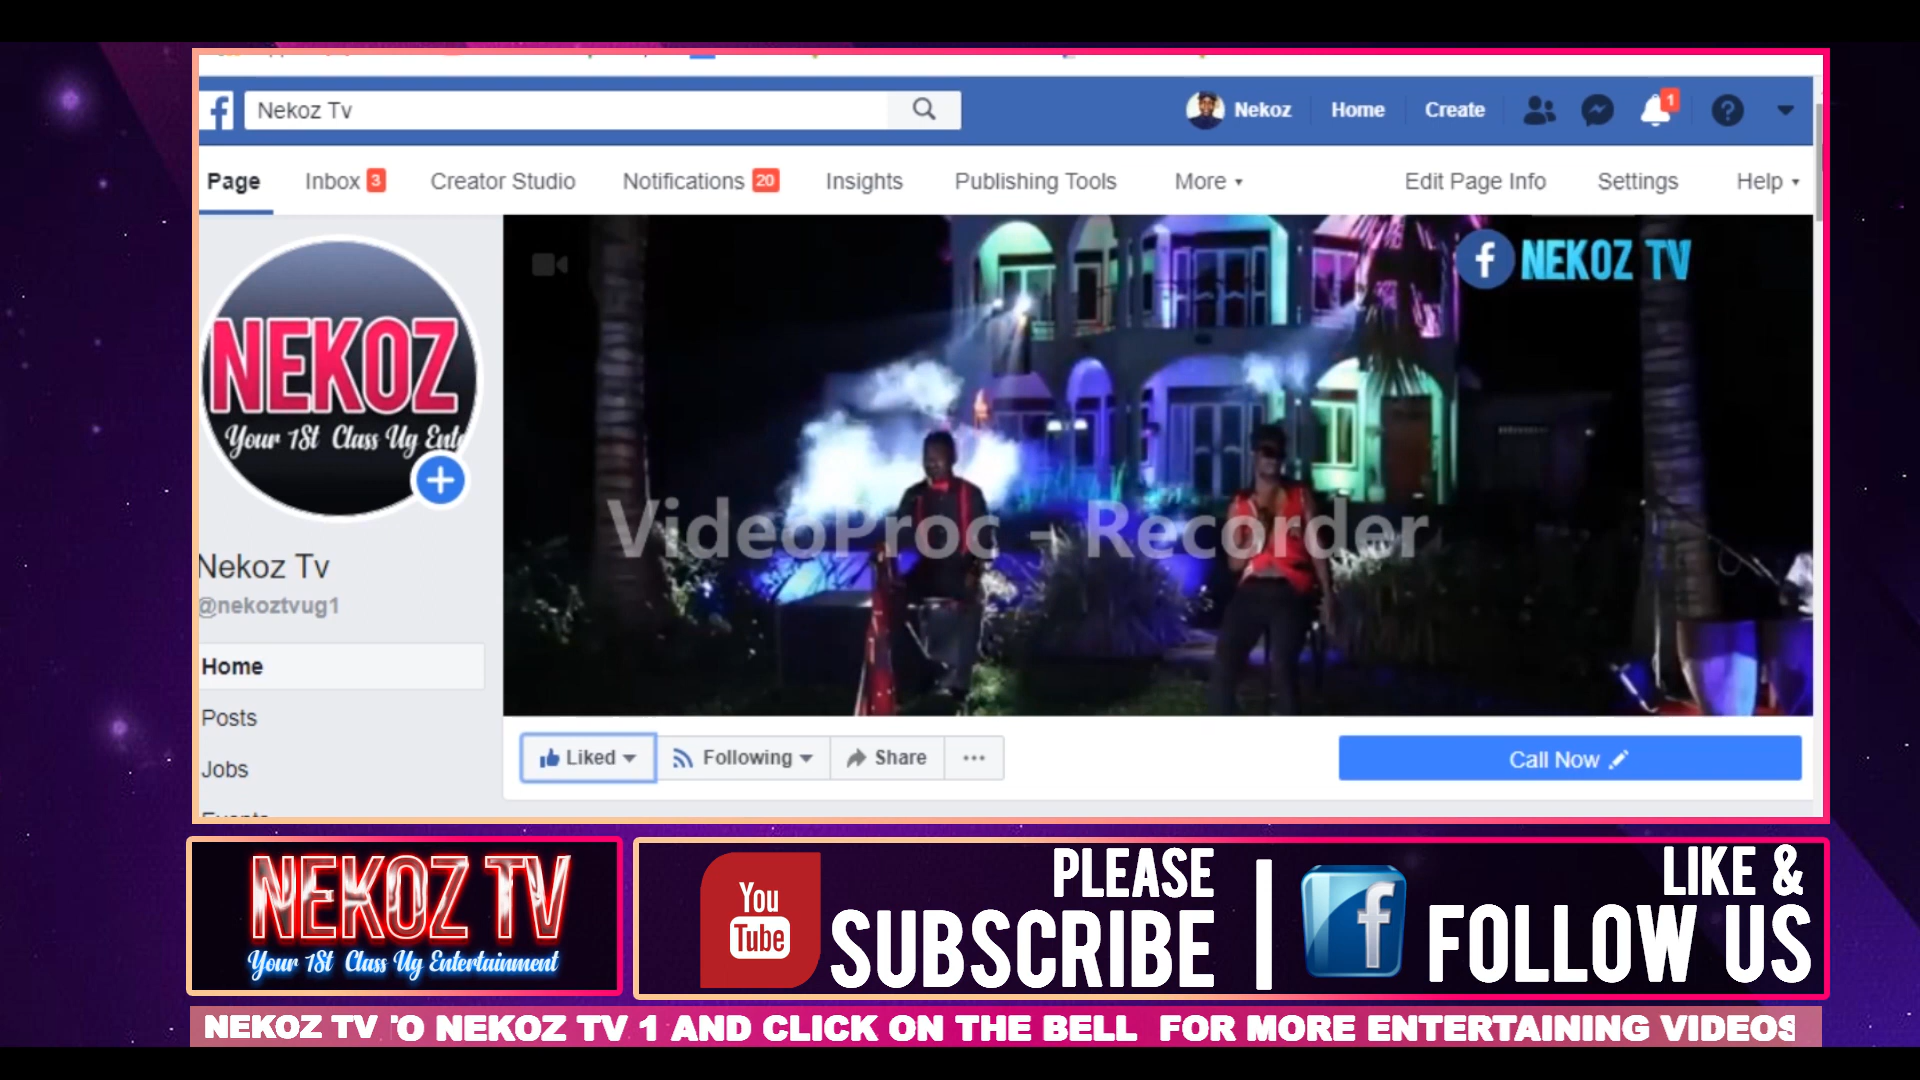 Nekoz Tv
Nekoz
Home
Create
1
Page
Inbox 3
Creator Studio
Notifications 20
Insights
Publishing Tools
More
Edit Page Info
Settings
Help
NEKOZ TV
NEKOZ
Your 1St Class Ug
VideoProc - Recorder
Nekoz Tv
@nekoztvug1
Home
Posts
Jobs
Liked
Following
Share
Call Now
NEKOZ TV
Your 1St Class Ug Entertainment
You
Tube
PLEASE
SUBSCRIBE
LIKE &
FOLLOW US
NEKOZ TV
NEKOZ TV 1 AND CLICK ON THE BELL FOR MORE ENTERTAINING VIDEOS